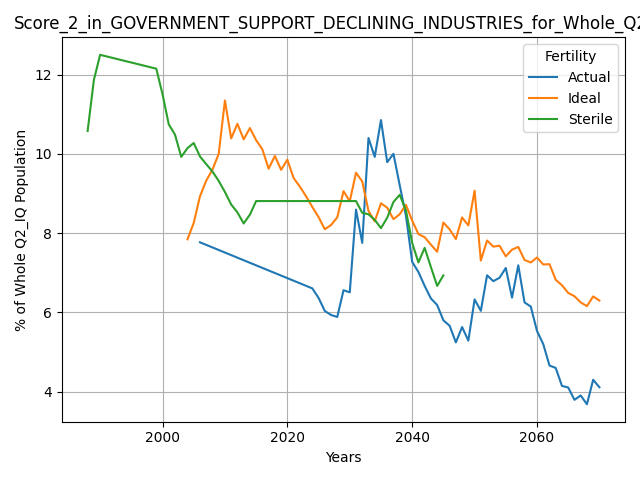 Score_2_in_GOVERNMENT_SUPPORT_DECLINING_INDUSTRIES_for_Whole_Q2
Fertility
Actual
Ideal
Sterile
% of Whole Q2_IQ Population
12
10
8
6
4
2000
2020
2040
2060
Years